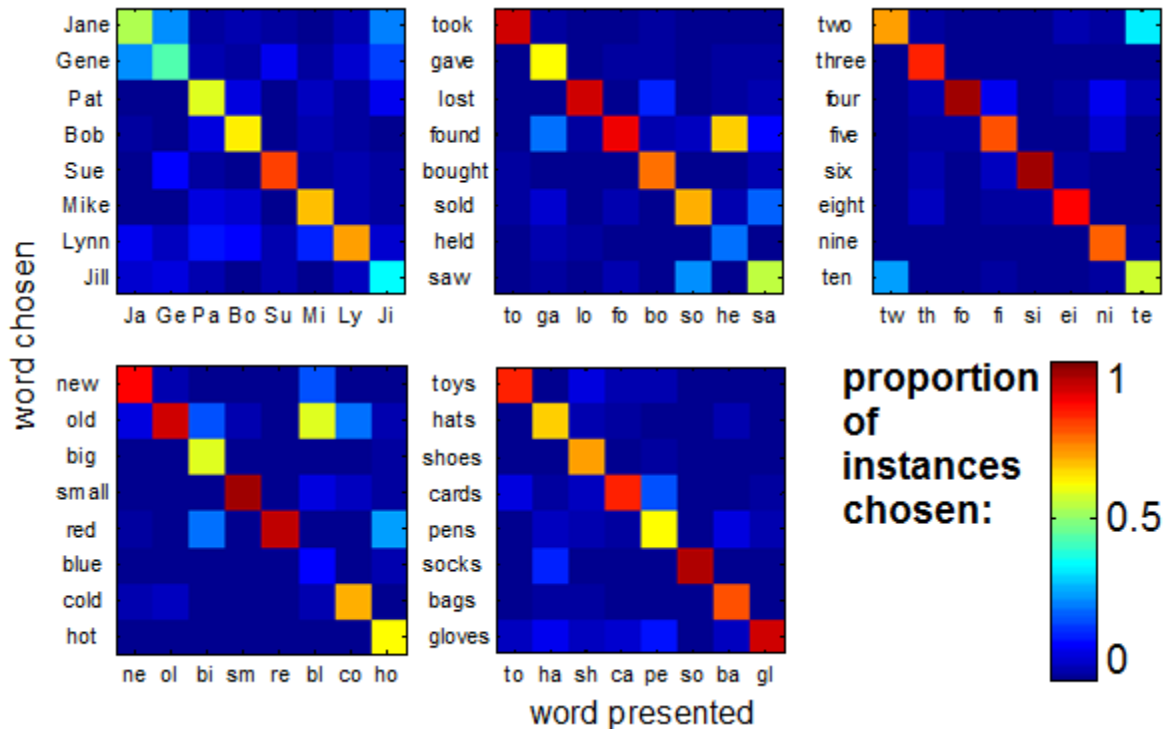 Jane
Gene
Pat
Bob
Sue
Mike
Lynn
Jill
Ja Ge Pa Bo Su Mi Ly Ji
took
gave
lost
found
bought
sold
held
saw
to ga lo fo bo so he sa
two
three
four
five
six
eight
nine
ten
tw th fo fi si ei ni te
word chosen
new
old
big
small
red
blue
cold
hot
ne ol bi sm re bl co ho
toys
hats
shoes
cards
pens
socks
bags
gloves
to ha sh ca pe so ba gl
word presented
proportion
of
instances
chosen:
1
0.5
0